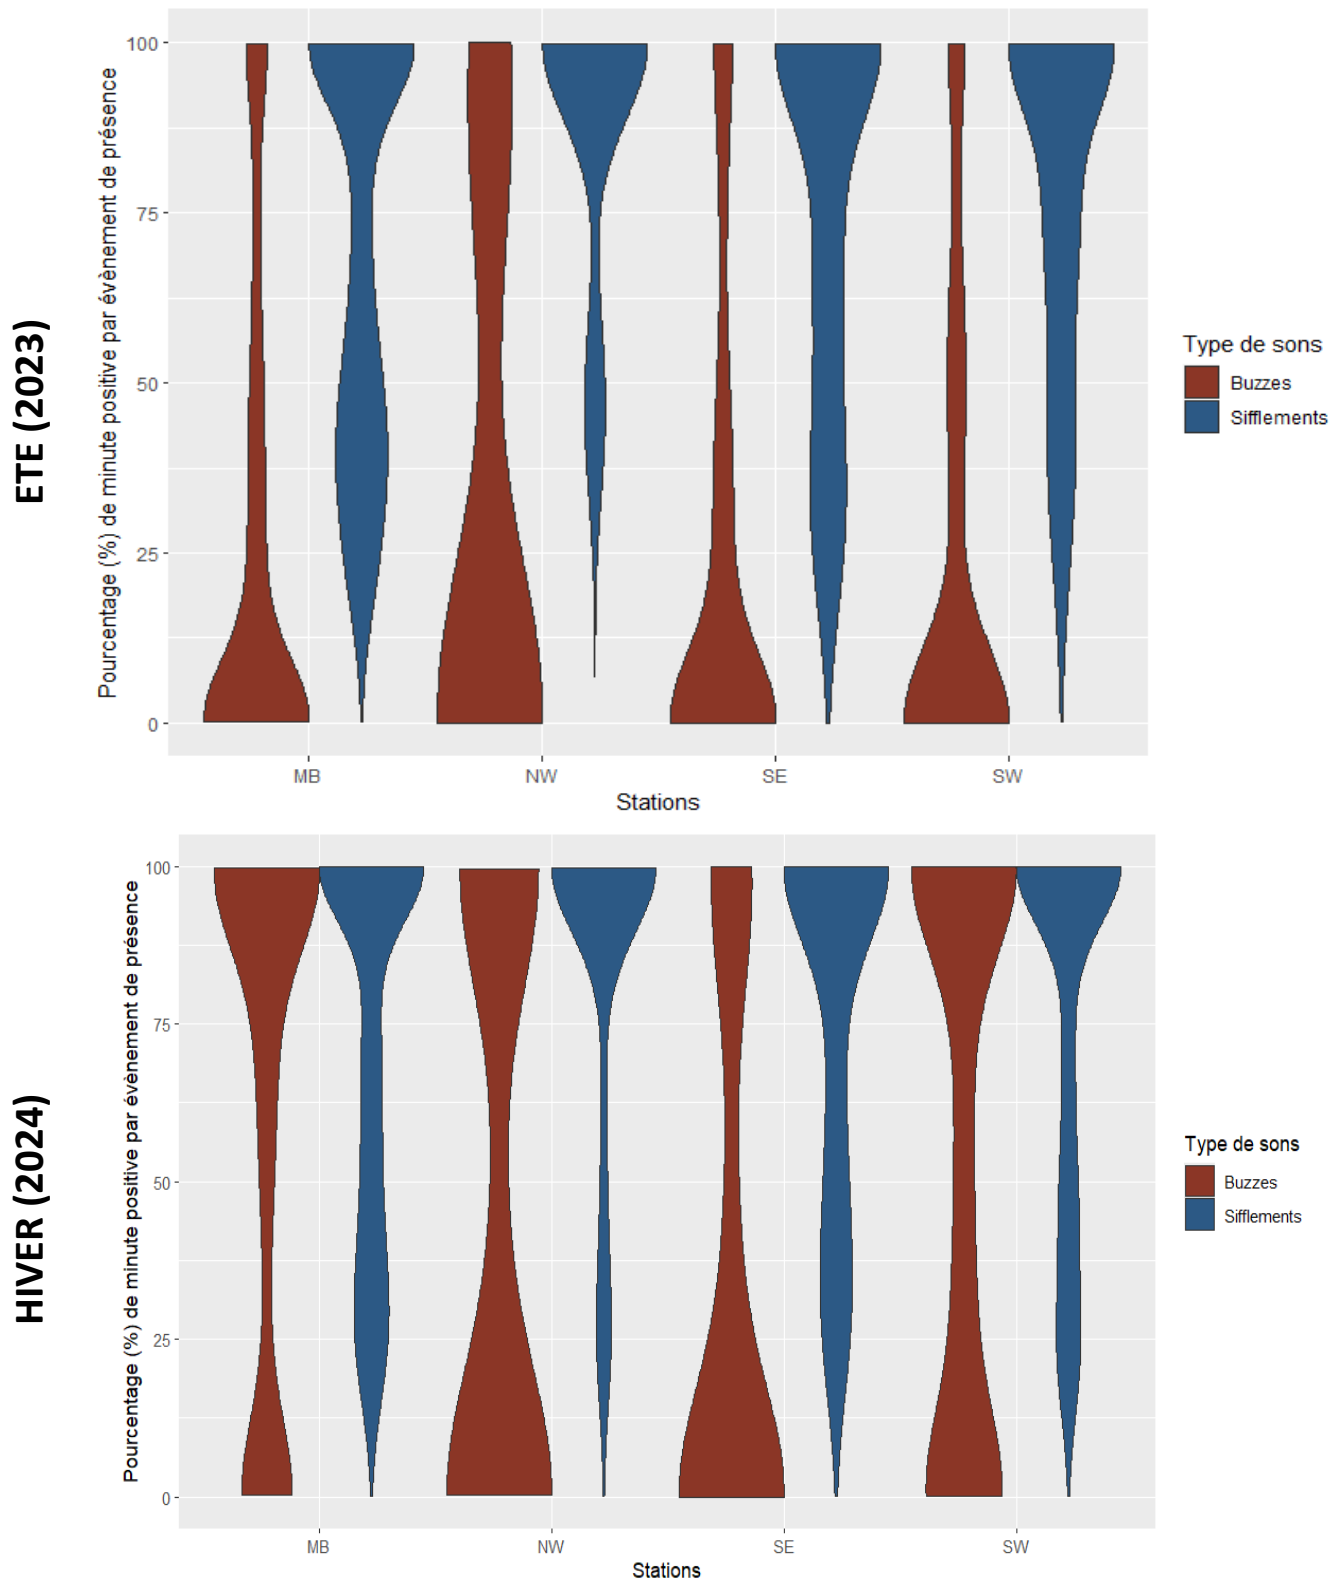 ETE (2023)
Pourcentage (%) de minute positive par évènement de présence
100
75
50
25
0
MB NW SE SW
Stations
Type de sons
Buzzes
Sifflements
HIVER (2024)
Pourcentage (%) de minute positive par évènement de présence
100
75
50
25
0
MB NW SE SW
Stations
Type de sons
Buzzes
Sifflements